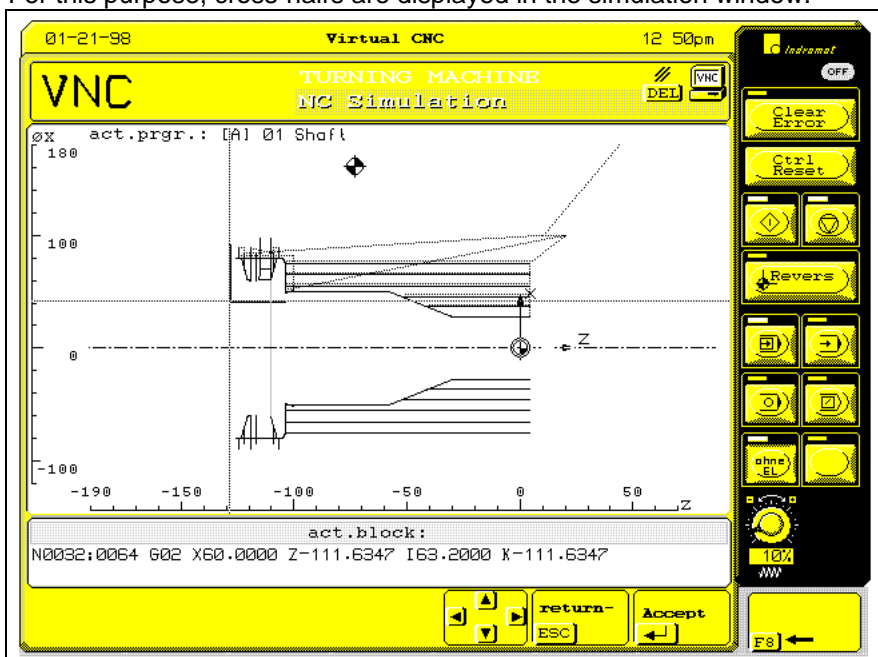 For this purpose, cross-hairs are displayed in the simulation window.
01-21-98 Virtual CNC 12 50pm
Indramat
OFF
VNC
TURNING MACHINE
NC Simulation
DEL
VNC
Clear
Error
Ctrl
Reset
Revers
ohne
EL
10%
øX act.prgr.: [A] 01 Shaft
180
100
X
Z
0
-100
-190 -150 -100 -50 0 50 Z
act.block:
N0032:0064 G02 X60.0000 Z-111.6347 I63.2000 K-111.6347
return-
ESC
Accept
F8